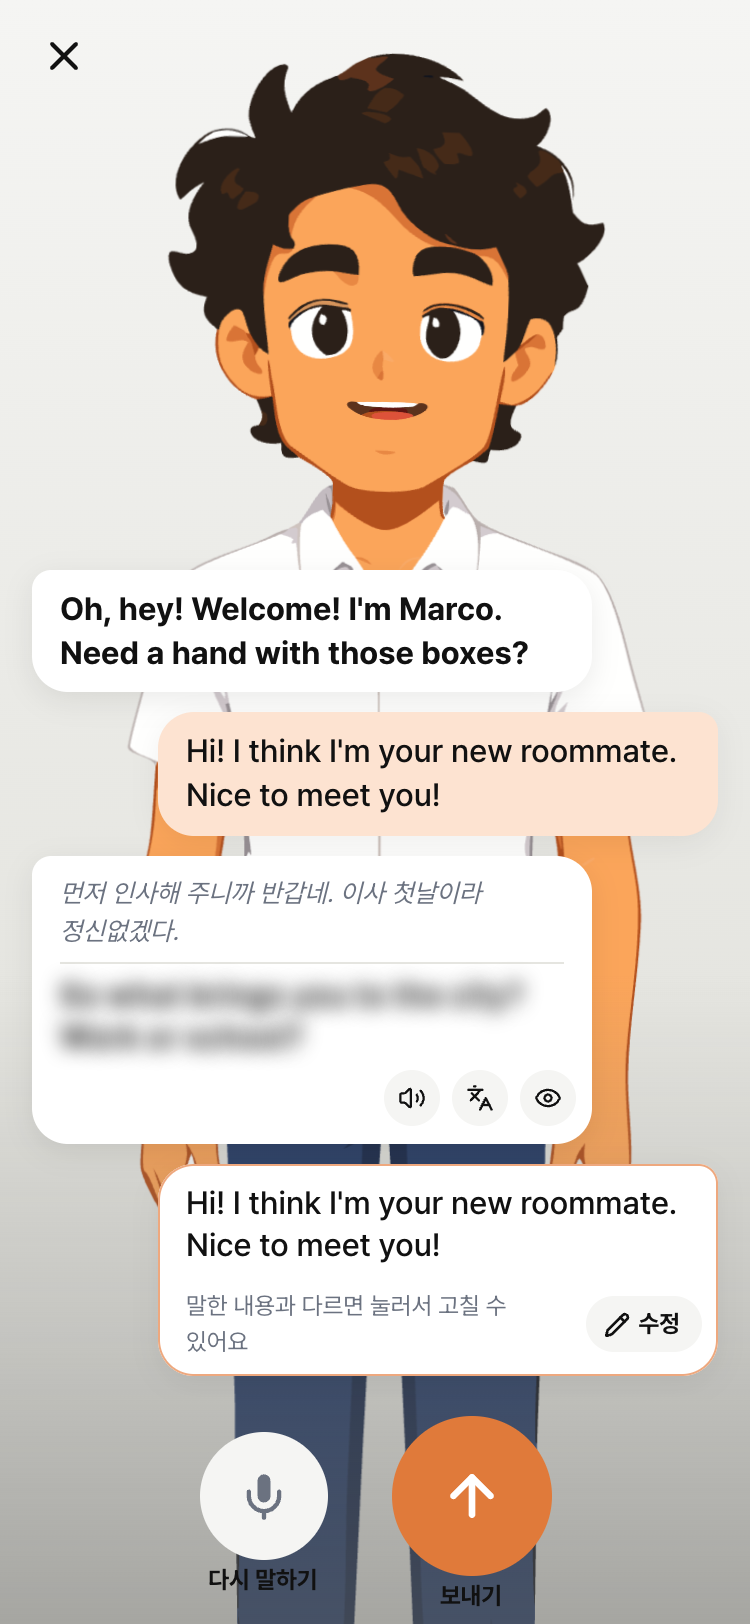 Oh, hey! Welcome! I'm Marco.
Need a hand with those boxes?
Hi! I think I'm your new roommate.
Nice to meet you!
먼저 인사해 주니까 반갑네. 이사 첫날이라
정신없겠다.
Hi! I think I'm your new roommate.
Nice to meet you!
말한 내용과 다르면 눌러서 고칠 수
있어요
수정
다시 말하기
보내기